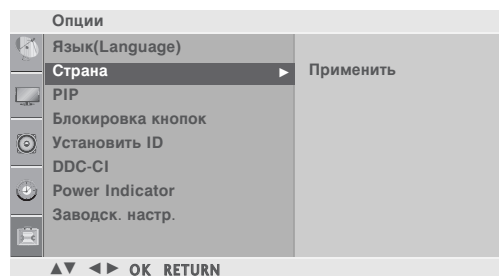 Опции
Язык(Language)
Страна ► Применить
PIP
Блокировка кнопок
Установить ID
DDC-CI
Power Indicator
Заводск. настр.
▲▼ ◄► OK RETURN